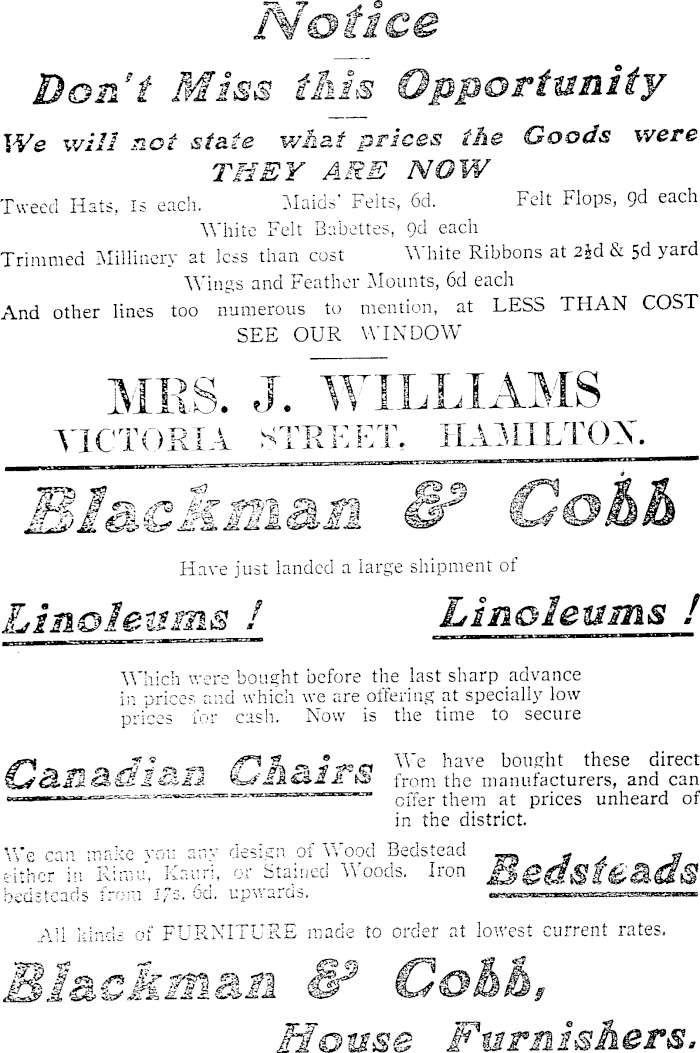 Notice
Don't Miss this Opportunity
We will not state what prices the Goods were
THEY ARE NOW
Tweed Hats, 1s each. Maids' Felts, 6d. Felt Flops, 9d each
White Felt Babettes, 9d each
Trimmed Millinery at less than cost White Ribbons at 2½d & 5d yard
Wings and Feather Mounts, 6d each
And other lines too numerous to mention, at LESS THAN COST
SEE OUR WINDOW
MRS. J. WILLIAMS
VICTORIA STREET. HAMILTON.
Blackman & Cobb
Have just landed a large shipment of
Linoleums! Linoleums!
Which were bought before the last sharp advance
in prices and which we are offering at specially low
prices for cash. Now is the time to secure
Canadian Chairs
We have bought these direct
from the manufacturers, and can
offer them at prices unheard of
in the district.
We can make you any design of Wood Bedstead
either in Rimu, Kauri, or Stained Woods. Iron
bedsteads from 17s. 6d. upwards.
Bedsteads
All kinds of FURNITURE made to order at lowest current rates.
Blackman & Cobb,
House Furnishers.